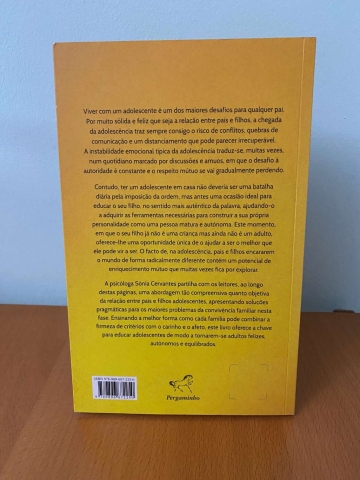 Viver com um adolescente é um dos maiores desafios para qualquer pai.
Por muito sólida e feliz que seja a relação entre pais e filhos, a chegada
da adolescência traz sempre consigo o risco de conflitos, quebras de
comunicação e um distanciamento que pode parecer irrecuperável.
A instabilidade emocional típica da adolescência traduz-se, muitas vezes,
num quotidiano marcado por discussões e amuos, em que o desafio à
autoridade é constante e o respeito mútuo se vai gradualmente perdendo.
Contudo, ter um adolescente em casa não deveria ser uma batalha
diária pela imposição da ordem, mas antes uma ocasião ideal para
educar o seu filho, no sentido mais autêntico da palavra, ajudando-o
a adquirir as ferramentas necessárias para construir a sua própria
personalidade como uma pessoa matura e autónoma. Este momento,
em que o seu filho já não é uma criança mas ainda não é um adulto,
oferece-lhe uma oportunidade única de o ajudar a ser o melhor que
ele pode vir a ser. O facto de, na adolescência, pais e filhos encararem
o mundo de forma radicalmente diferente contém um potencial de
enriquecimento mútuo que muitas vezes fica por explorar.
A psicóloga Sónia Cervantes partilha com os leitores, ao longo
destas páginas, uma abordagem tão compreensiva quanto objetiva
da relação entre pais e filhos adolescentes, apresentando soluções
pragmáticas para os maiores problemas da convivência familiar nesta
fase. Ensinando a melhor forma como cada família pode combinar a
firmeza de critérios com o carinho e o afeto, este livro oferece a chave
para educar adolescentes de modo a tornarem-se adultos felizes,
autónomos e equilibrados.
Pergaminho